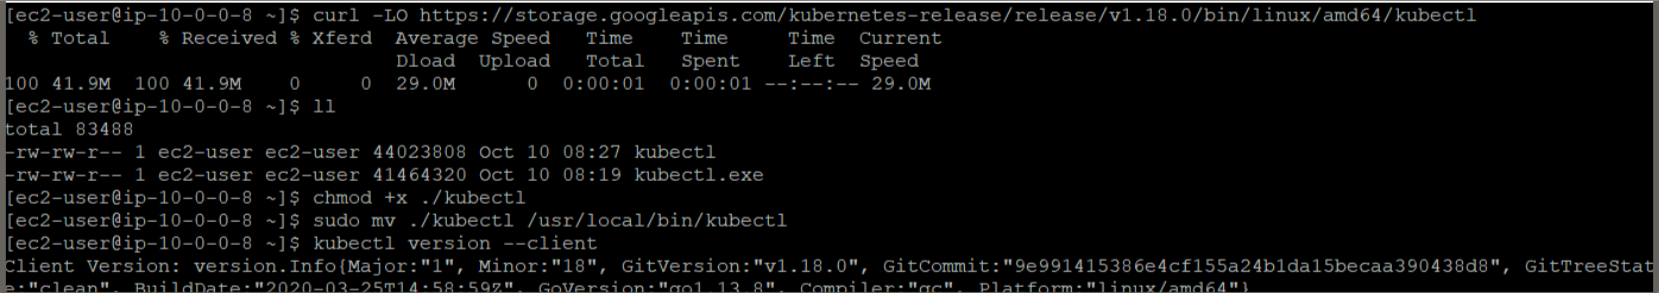 [ec2-user@ip-10-0-0-8 ~]$ curl -LO https://storage.googleapis.com/kubernetes-release/release/v1.18.0/bin/linux/amd64/kubectl
% Total % Received % Xferd Average Speed Time Time Time Current
Dload Upload Total Spent Left Speed
100 41.9M 100 41.9M 0 0 29.0M 0 0:00:01 0:00:01 --:--:-- 29.0M
[ec2-user@ip-10-0-0-8 ~]$ ll
total 83488
-rw-rw-r-- 1 ec2-user ec2-user 44023808 Oct 10 08:27 kubectl
-rw-rw-r-- 1 ec2-user ec2-user 41464320 Oct 10 08:19 kubectl.exe
[ec2-user@ip-10-0-0-8 ~]$ chmod +x ./kubectl
[ec2-user@ip-10-0-0-8 ~]$ sudo mv ./kubectl /usr/local/bin/kubectl
[ec2-user@ip-10-0-0-8 ~]$ kubectl version --client
Client Version: version.Info{Major:"1", Minor:"18", GitVersion:"v1.18.0", GitCommit:"9e991415386e4cf155a24b1da15becaa390438d8", GitTreeStat
e:"clean", BuildDate:"2020-03-25T14:58:59Z", GoVersion:"go1.13.8", Compiler:"gc", Platform:"linux/amd64"}